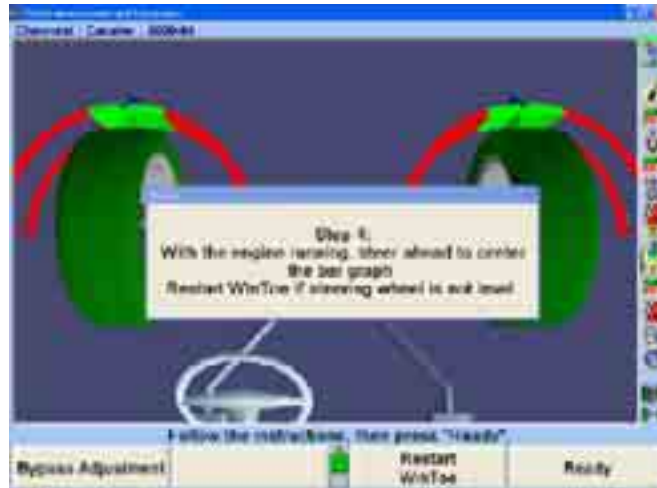 Chevrolet Cavalier
Step 4:
With the engine running, steer ahead to center
the bar graph
Restart WinToe if steering wheel is not level
Follow the instructions, then press "Ready".
Bypass Adjustment
Restart
WinToe
Ready